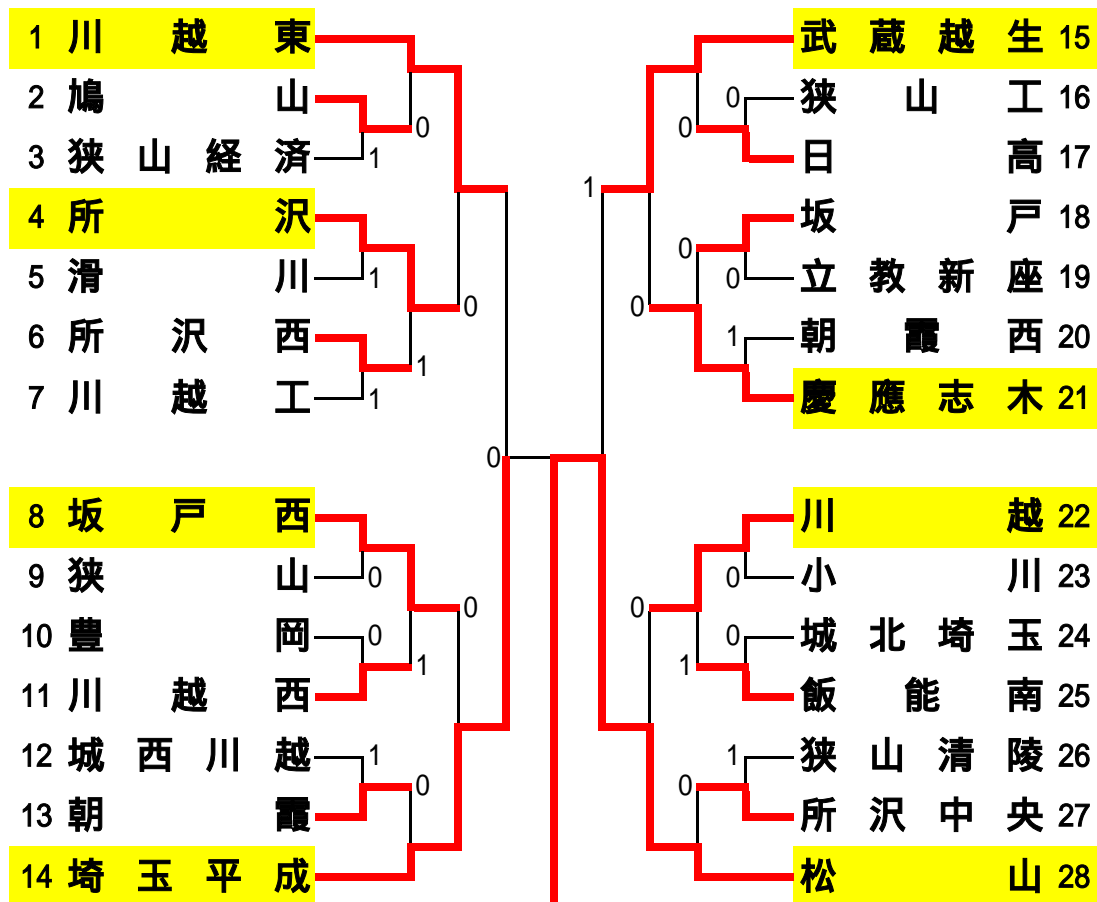 1 川越東
2 鳩山
0
3 狭山経済
1
4 所沢
5 滑川
1
0
6 所沢西
1
7 川越工
1
0
8 坂戸西
9 狭山
0
0
10 豊岡
0
1
11 川越西
12 城西川越
1
0
13 朝霞
14 埼玉平成
武蔵越生 15
0 狭山工 16
0
日高 17
1
坂戸 18
0
0 立教新座 19
0
1 朝霞西 20
慶應志木 21
川越 22
0 小川 23
0
0 城北埼玉 24
1
飯能南 25
1 狭山清陵 26
0
所沢中央 27
松山 28